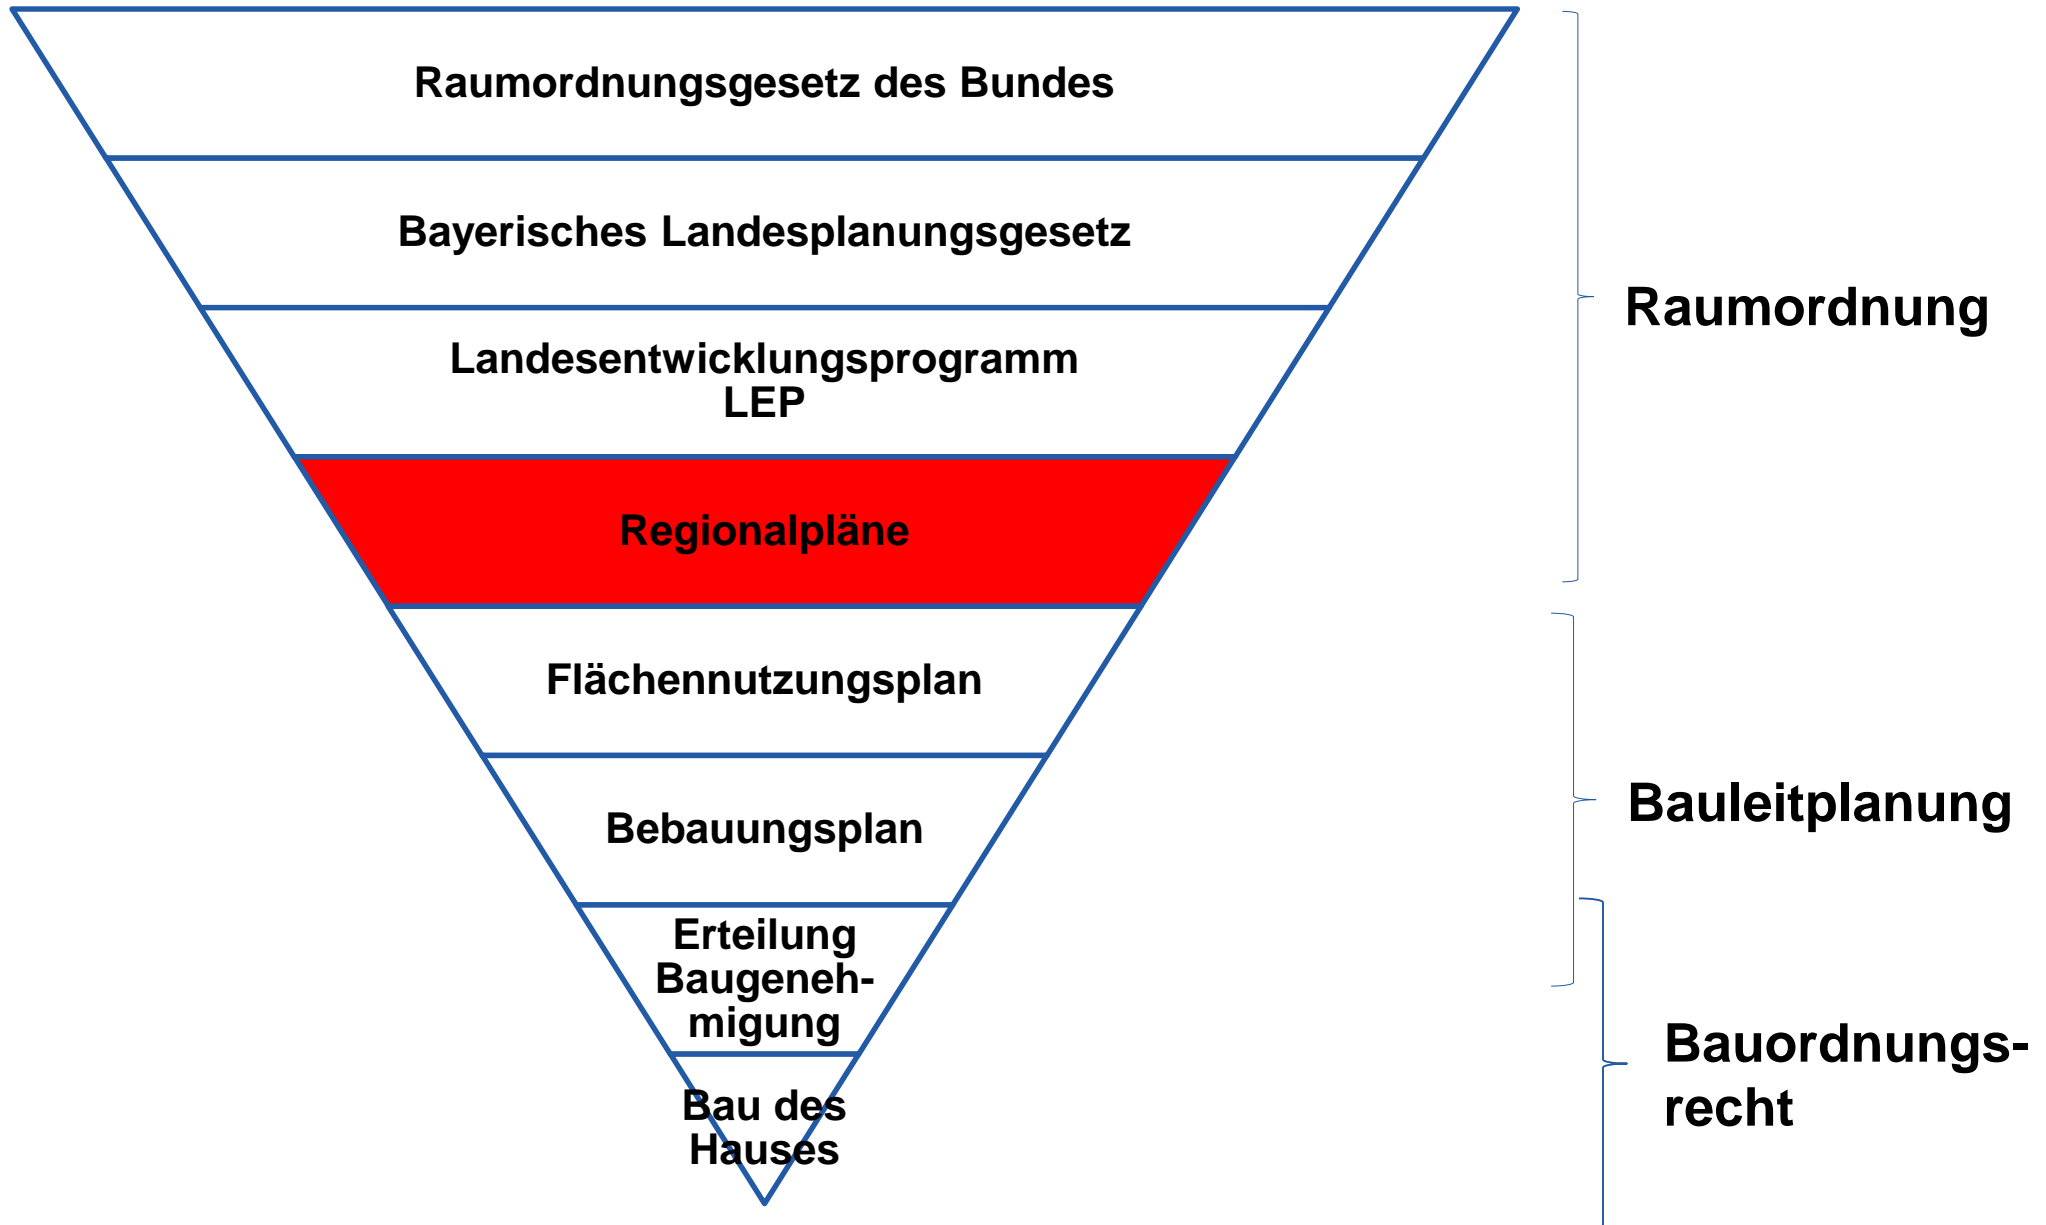 Raumordnungsgesetz des Bundes
Bayerisches Landesplanungsgesetz
Landesentwicklungsprogramm
LEP
Regionalpläne
Flächennutzungsplan
Bebauungsplan
Erteilung
Baugeneh-
migung
Bau des
Hauses
Raumordnung
Bauleitplanung
Bauordnungs-
recht